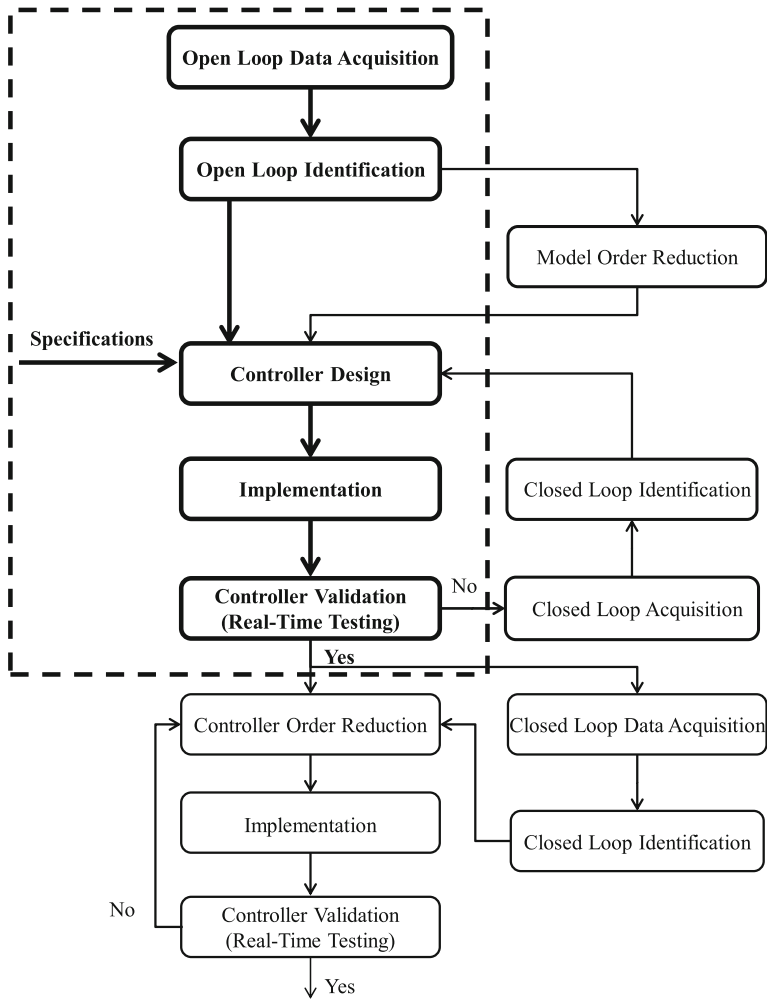 Open Loop Data Acquisition
Open Loop Identification
Model Order Reduction
Specifications
Controller Design
Implementation
Closed Loop Identification
Controller Validation
(Real-Time Testing)
No
Closed Loop Acquisition
Yes
Controller Order Reduction
Closed Loop Data Acquisition
Implementation
Closed Loop Identification
No
Controller Validation
(Real-Time Testing)
Yes